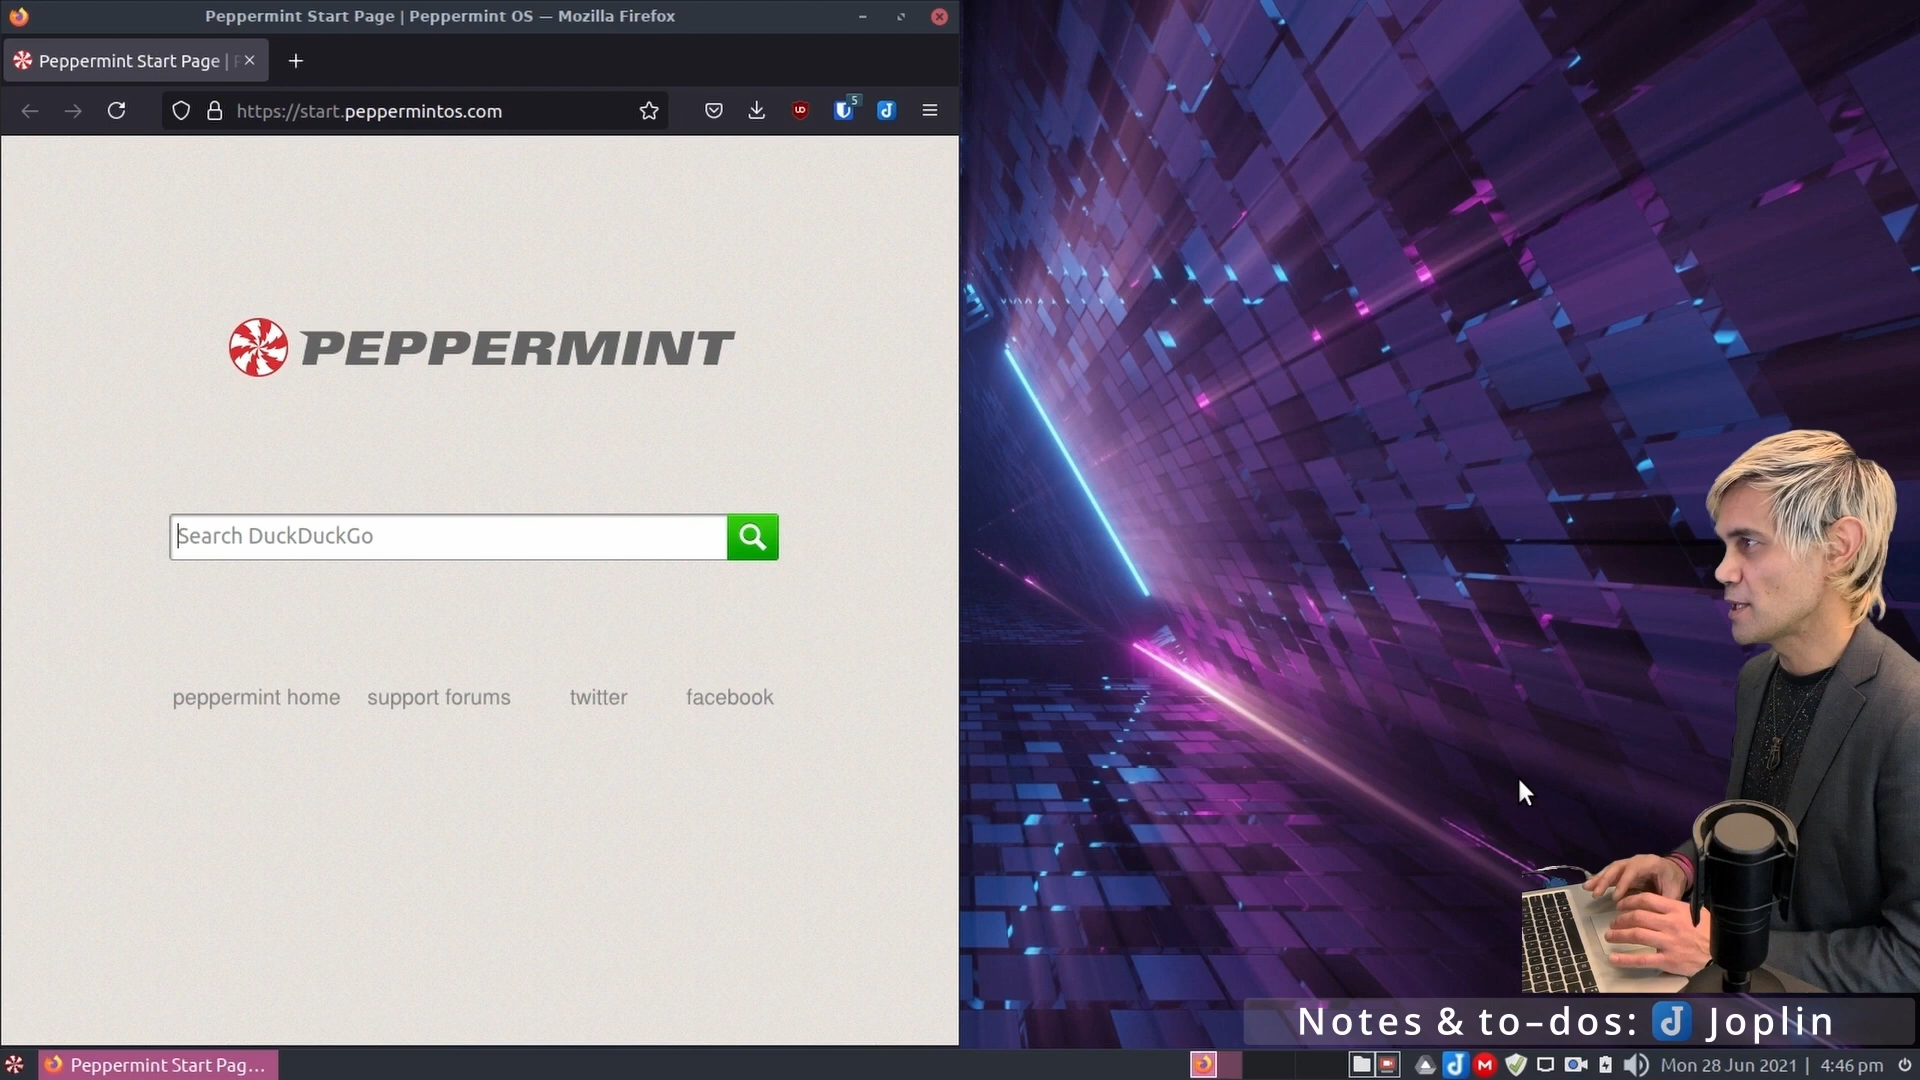 Peppermint Start Page | Peppermint OS — Mozilla Firefox
Peppermint Start Page |
https://start.peppermintos.com
5
PEPPERMINT
Search DuckDuckGo
peppermint home support forums twitter facebook
Notes & to-dos: Joplin
Peppermint Start Pag...
Mon 28 Jun 2021 | 4:46 pm